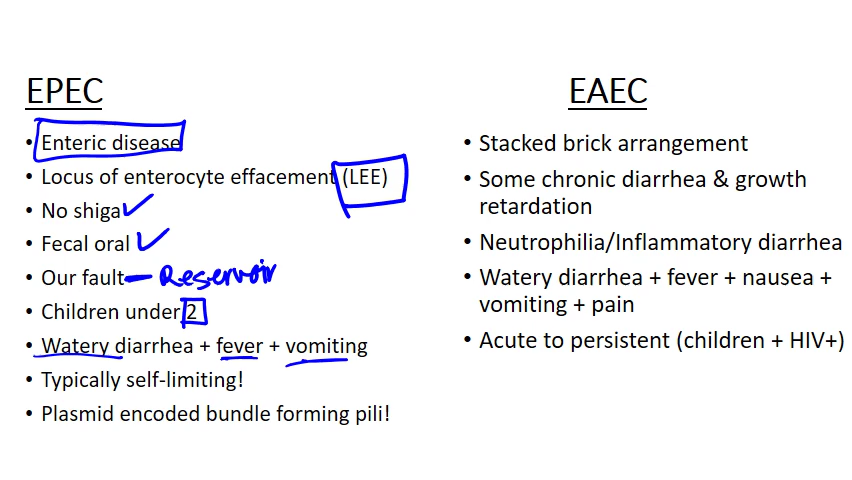 EPEC
• Enteric disease
• Locus of enterocyte effacement (LEE)
• No shiga
• Fecal oral
• Our fault — Reservoir
• Children under 2
• Watery diarrhea + fever + vomiting
• Typically self-limiting!
• Plasmid encoded bundle forming pili!
EAEC
• Stacked brick arrangement
• Some chronic diarrhea & growth
retardation
• Neutrophilia/Inflammatory diarrhea
• Watery diarrhea + fever + nausea +
vomiting + pain
• Acute to persistent (children + HIV+)